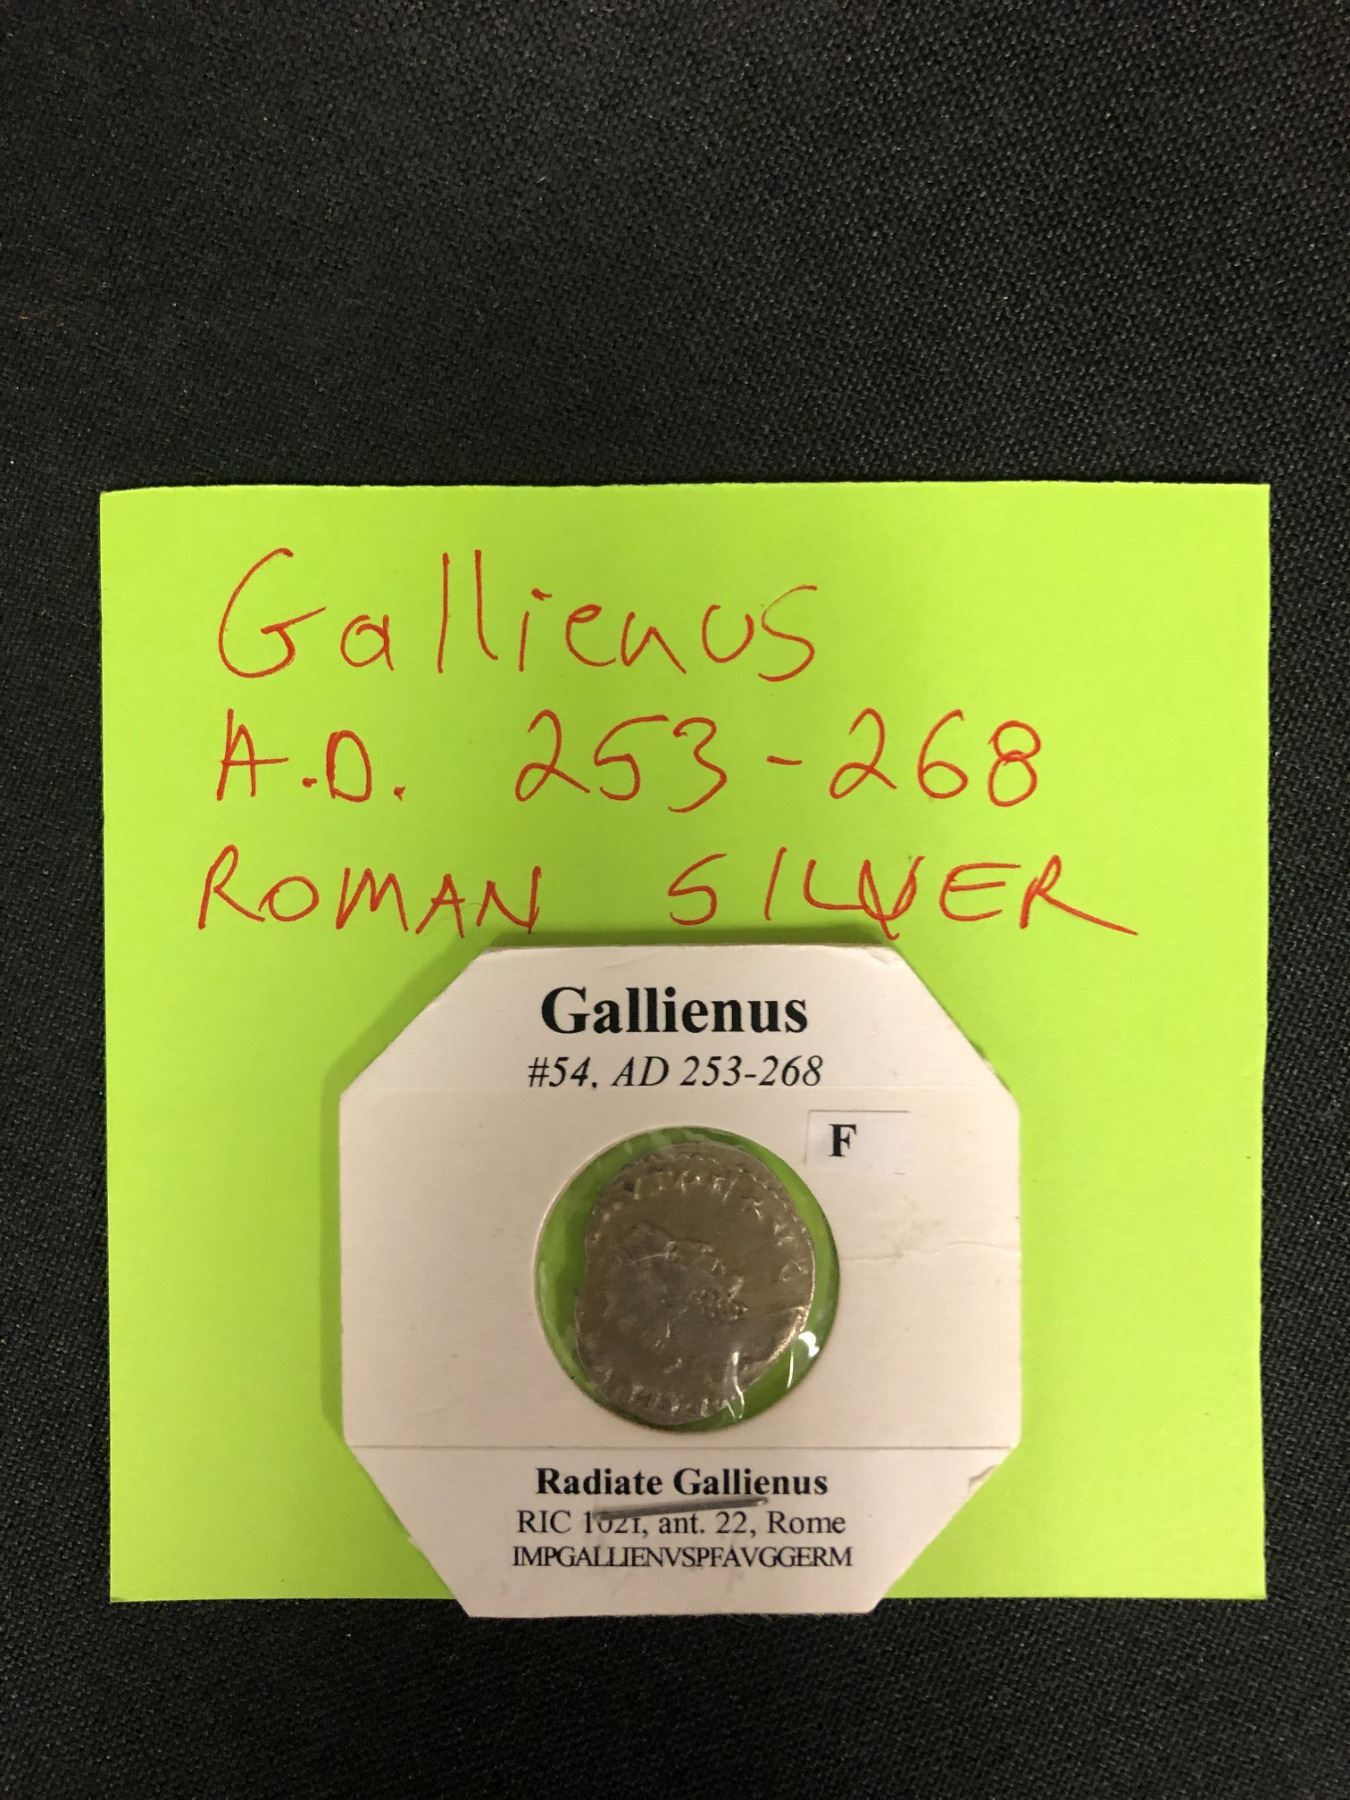 Gallienus
A.D. 253-268
ROMAN SILVER
Gallienus
#54, AD 253-268
F
Radiate Gallienus
RIC 1021, ant. 22, Rome
IMPGALLIENVSPFAVGGERM